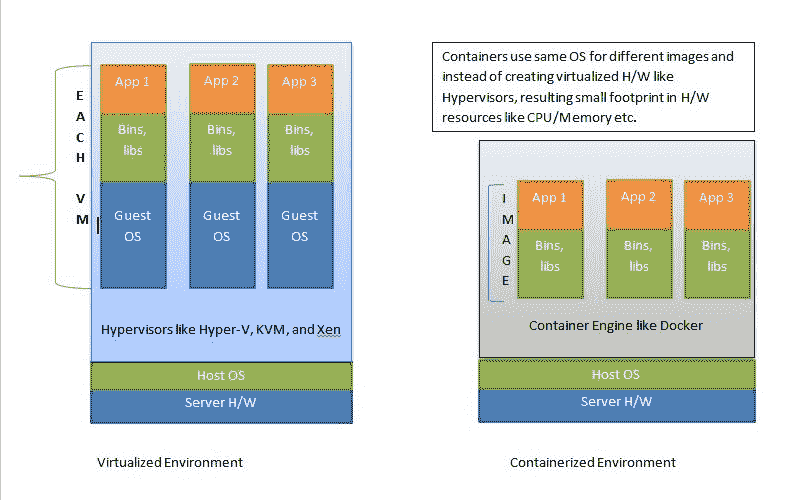 E
A
C
H
V
M
App 1
App 2
App 3
Bins,
libs
Bins,
libs
Bins,
libs
Guest
OS
Guest
OS
Guest
OS
Hypervisors like Hyper-V, KVM, and Xen
Host OS
Server H/W
Virtualized Environment
Containers use same OS for different images and
instead of creating virtualized H/W like
Hypervisors, resulting small footprint in H/W
resources like CPU/Memory etc.
I
M
A
G
E
App 1
App 2
App 3
Bins,
libs
Bins,
libs
Bins,
libs
Container Engine like Docker
Host OS
Server H/W
Containerized Environment